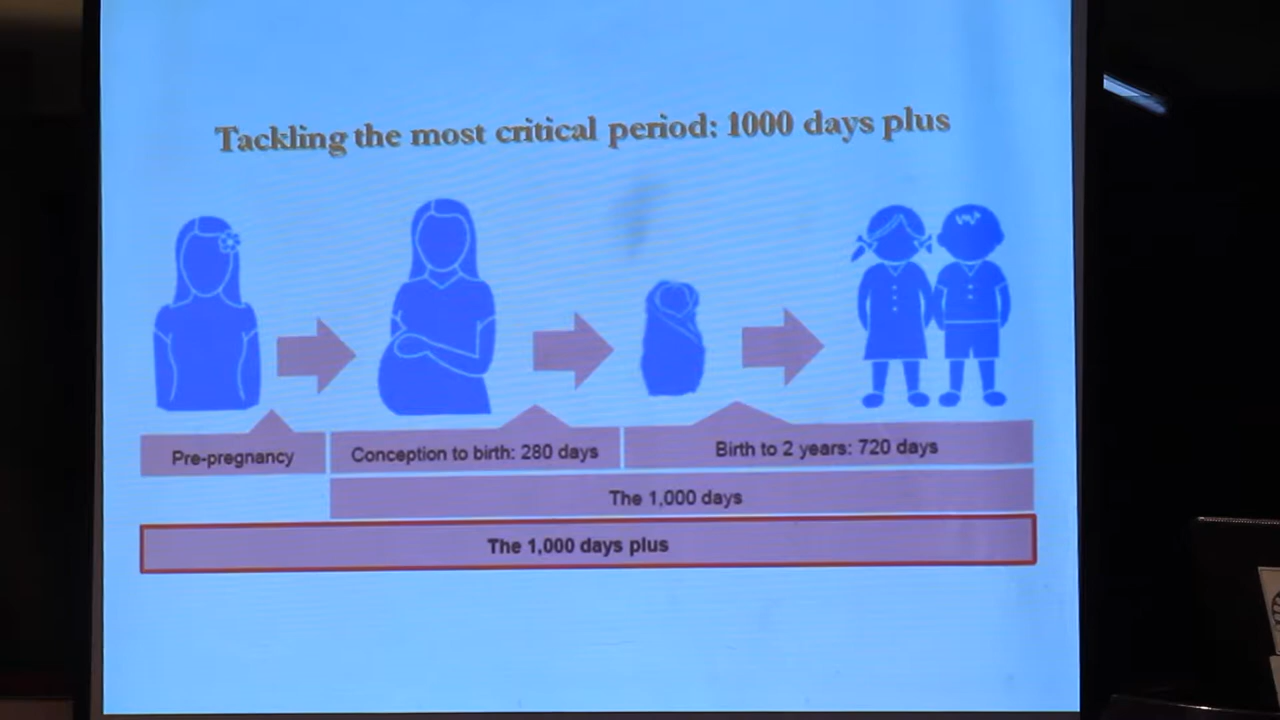 Tackling the most critical period: 1000 days plus
Pre-pregnancy
Conception to birth: 280 days
Birth to 2 years: 720 days
The 1,000 days
The 1,000 days plus